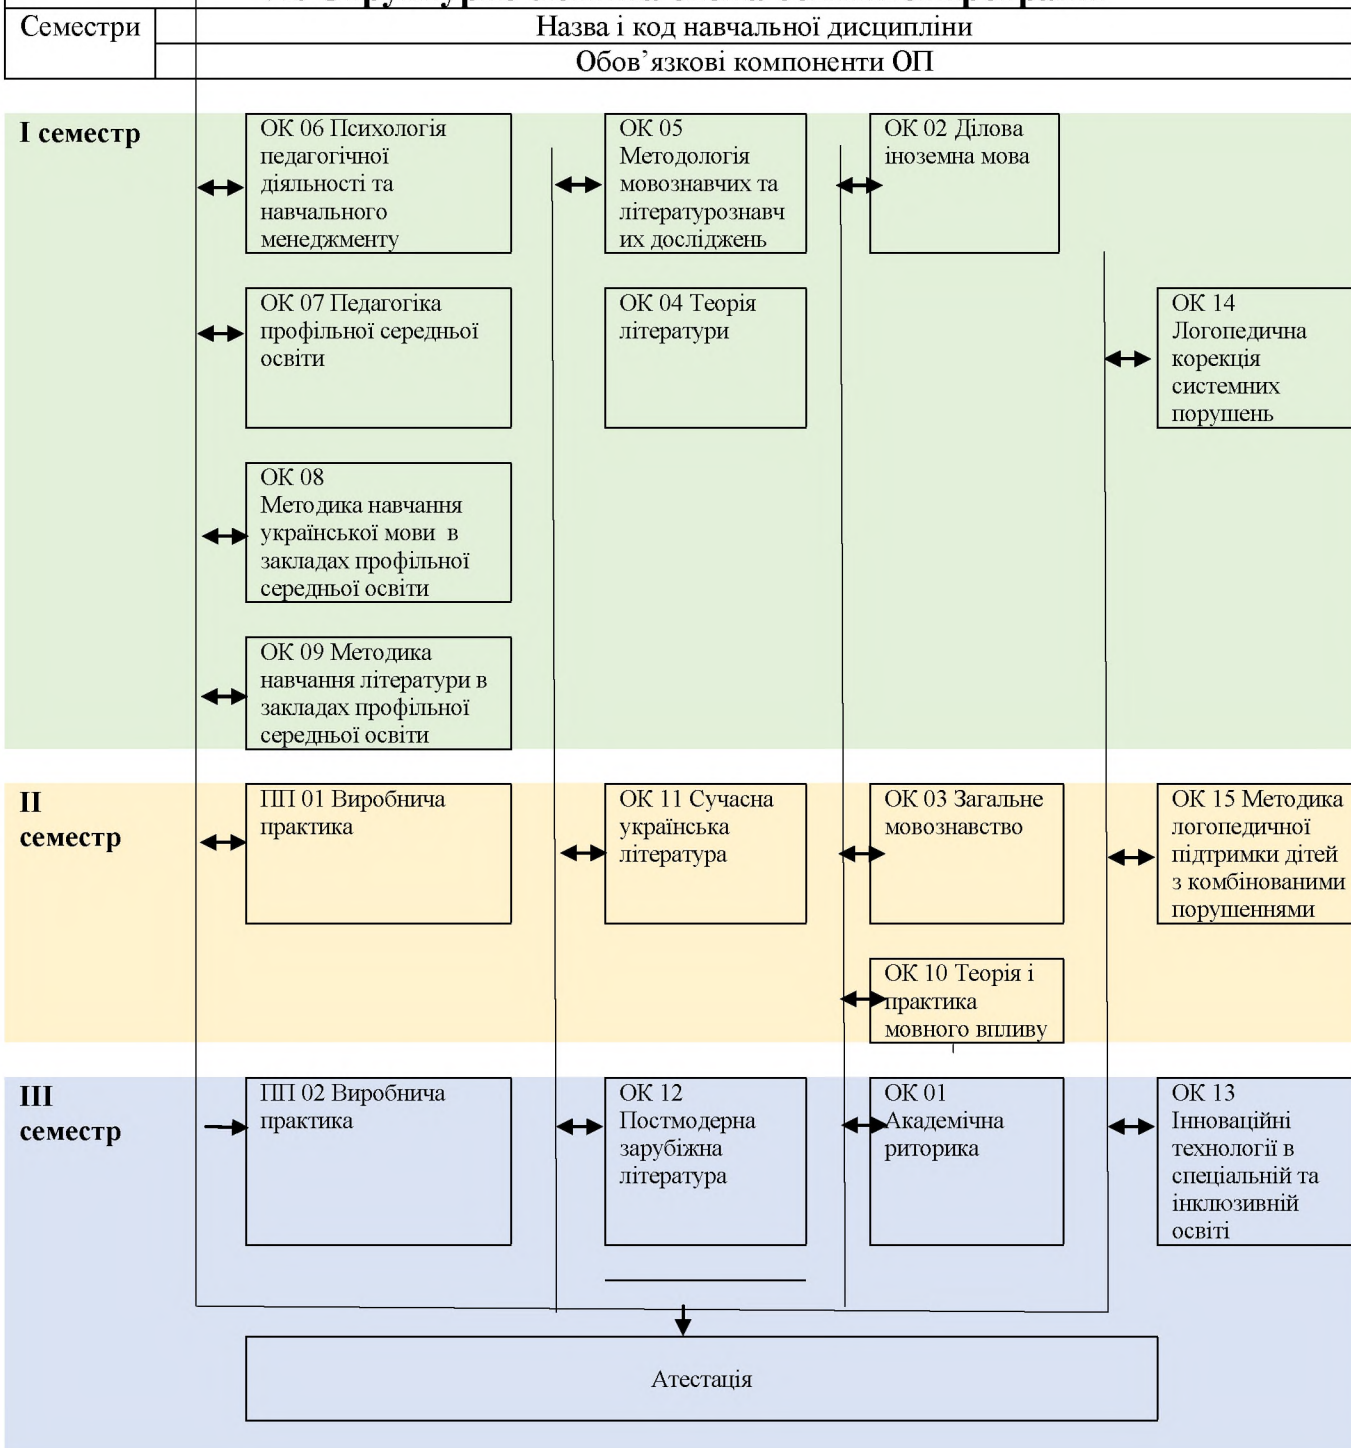 Семестри
Назва і код навчальної дисципліни
Обов’язкові компоненти ОП
І семестр
ОК 06 Психологія
педагогічної
діяльності та
навчального
менеджменту
ОК 05
Методологія
мовознавчих та
літературознавч
их досліджень
ОК 02 Ділова
іноземна мова
ОК 07 Педагогіка
профільної середньої
освіти
ОК 04 Теорія
літератури
ОК 14
Логопедична
корекція
системних
порушень
ОК 08
Методика навчання
української мови в
закладах профільної
середньої освіти
ОК 09 Методика
навчання літератури в
закладах профільної
середньої освіти
ІІ
семестр
ПП 01 Виробнича
практика
ОК 11 Сучасна
українська
література
ОК 03 Загальне
мовознавство
ОК 15 Методика
логопедичної
підтримки дітей
з комбінованими
порушеннями
ОК 10 Теорія і
практика
мовного впливу
ІІІ
семестр
ПП 02 Виробнича
практика
ОК 12
Постмодерна
зарубіжна
література
ОК 01
Академічна
риторика
ОК 13
Інноваційні
технології в
спеціальній та
інклюзивній
освіті
Атестація